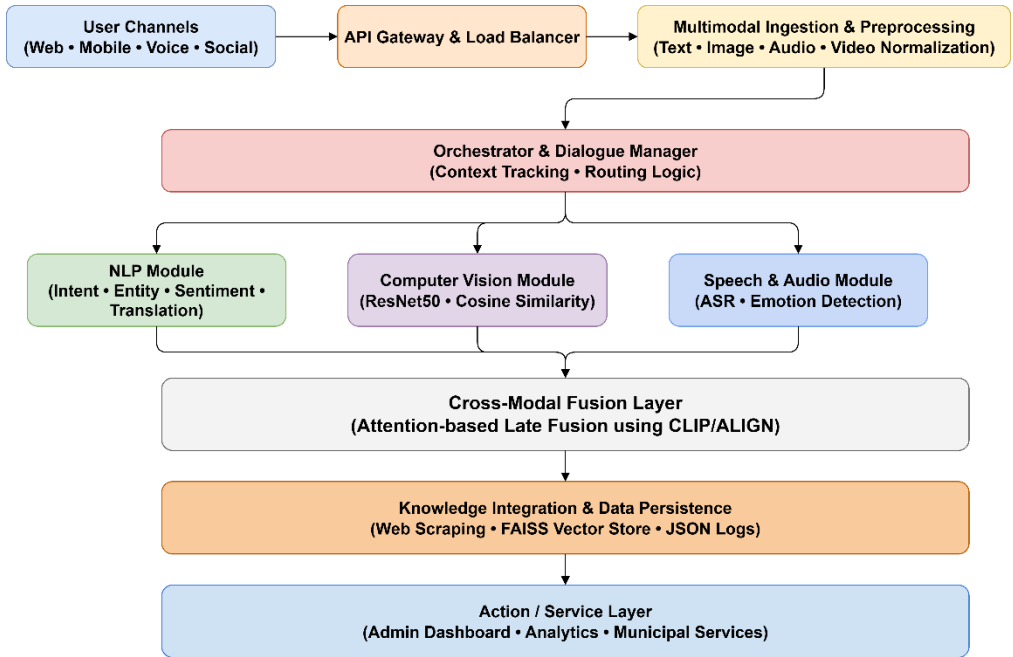 User Channels
(Web • Mobile • Voice • Social)
API Gateway & Load Balancer
Multimodal Ingestion & Preprocessing
(Text • Image • Audio • Video Normalization)
Orchestrator & Dialogue Manager
(Context Tracking • Routing Logic)
NLP Module
(Intent • Entity • Sentiment •
Translation)
Computer Vision Module
(ResNet50 • Cosine Similarity)
Speech & Audio Module
(ASR • Emotion Detection)
Cross-Modal Fusion Layer
(Attention-based Late Fusion using CLIP/ALIGN)
Knowledge Integration & Data Persistence
(Web Scraping • FAISS Vector Store • JSON Logs)
Action / Service Layer
(Admin Dashboard • Analytics • Municipal Services)